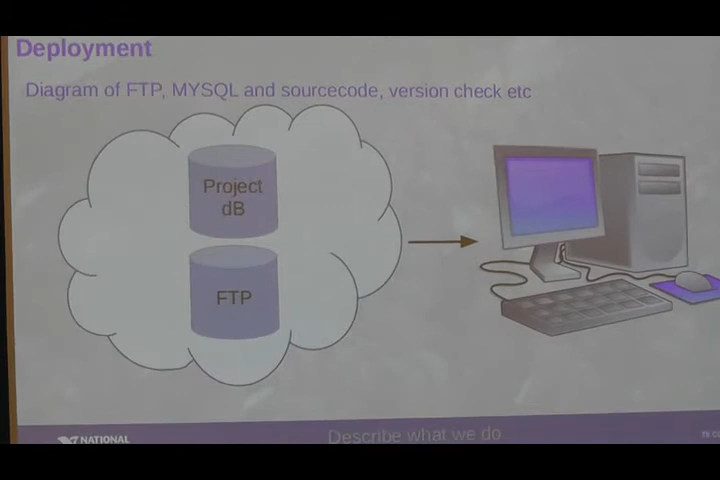 Deployment
Diagram of FTP, MYSQL and sourcecode, version check etc
Project
dB
FTP
NATIONAL
Describe what we do